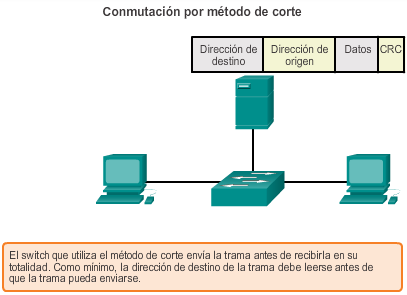 Conmutación por método de corte
Dirección de destino
Dirección de origen
Datos
CRC
El switch que utiliza el método de corte envía la trama antes de recibirla en su
totalidad. Como mínimo, la dirección de destino de la trama debe leerse antes de
que la trama pueda enviarse.